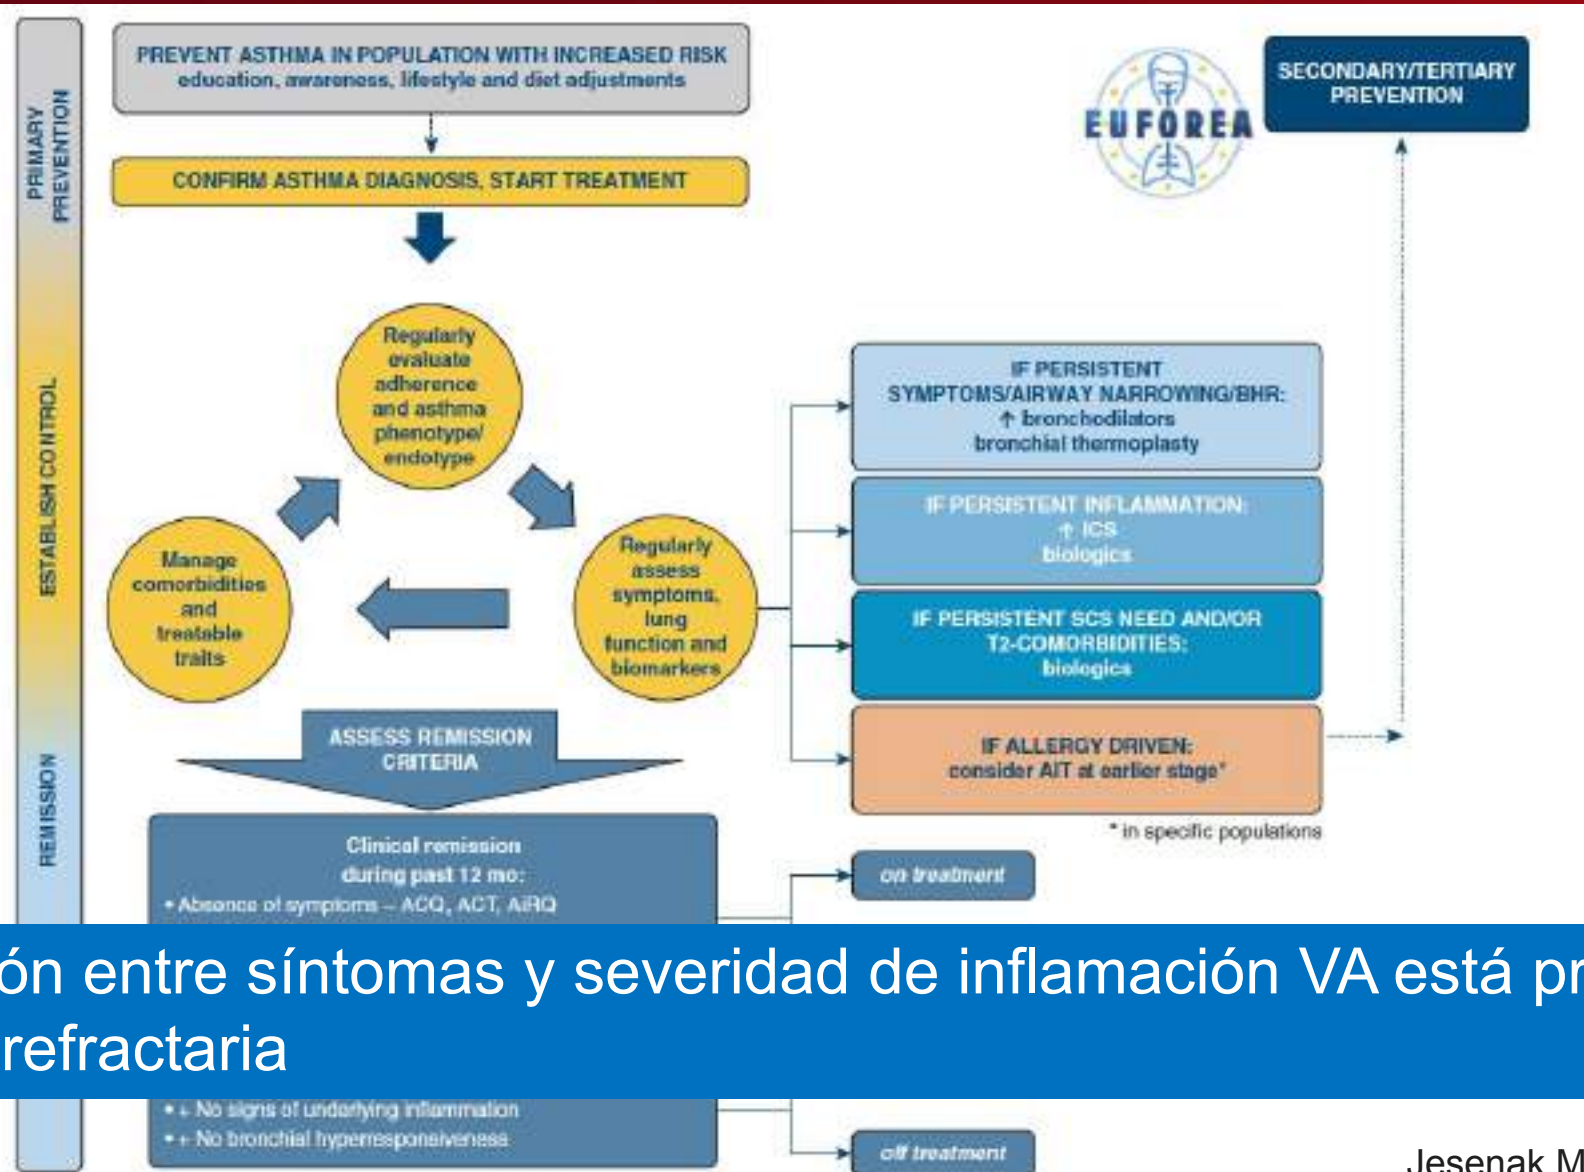 PRIMARY
PREVENTION
ESTABLISH CONTROL
REMISSION
PREVENT ASTHMA IN POPULATION WITH INCREASED RISK
education, awareness, lifestyle and diet adjustments
CONFIRM ASTHMA DIAGNOSIS, START TREATMENT
EUFOREA
SECONDARY/TERTIARY
PREVENTION
Regularly
evaluate
adherence
and asthma
phenotype/
endotype
Manage
comorbidities
and
treatable
traits
Regularly
assess
symptoms,
lung
function and
biomarkers
IF PERSISTENT
SYMPTOMS/AIRWAY NARROWING/BHR:
↑ bronchodilators
bronchial thermoplasty
IF PERSISTENT INFLAMMATION:
↑ ICS
biologics
IF PERSISTENT SCS NEED AND/OR
T2-COMORBIDITIES:
biologics
IF ALLERGY DRIVEN:
consider AIT at earlier stage*
* in specific populations
ASSESS REMISSION
CRITERIA
Clinical remission
during past 12 mo:
• Absence of symptoms – ACQ, ACT, AiRQ
on treatment
ón entre síntomas y severidad de inflamación VA está pr
refractaria
• + No signs of underlying inflammation
• + No bronchial hyperresponsiveness
off treatment
Jesenak M